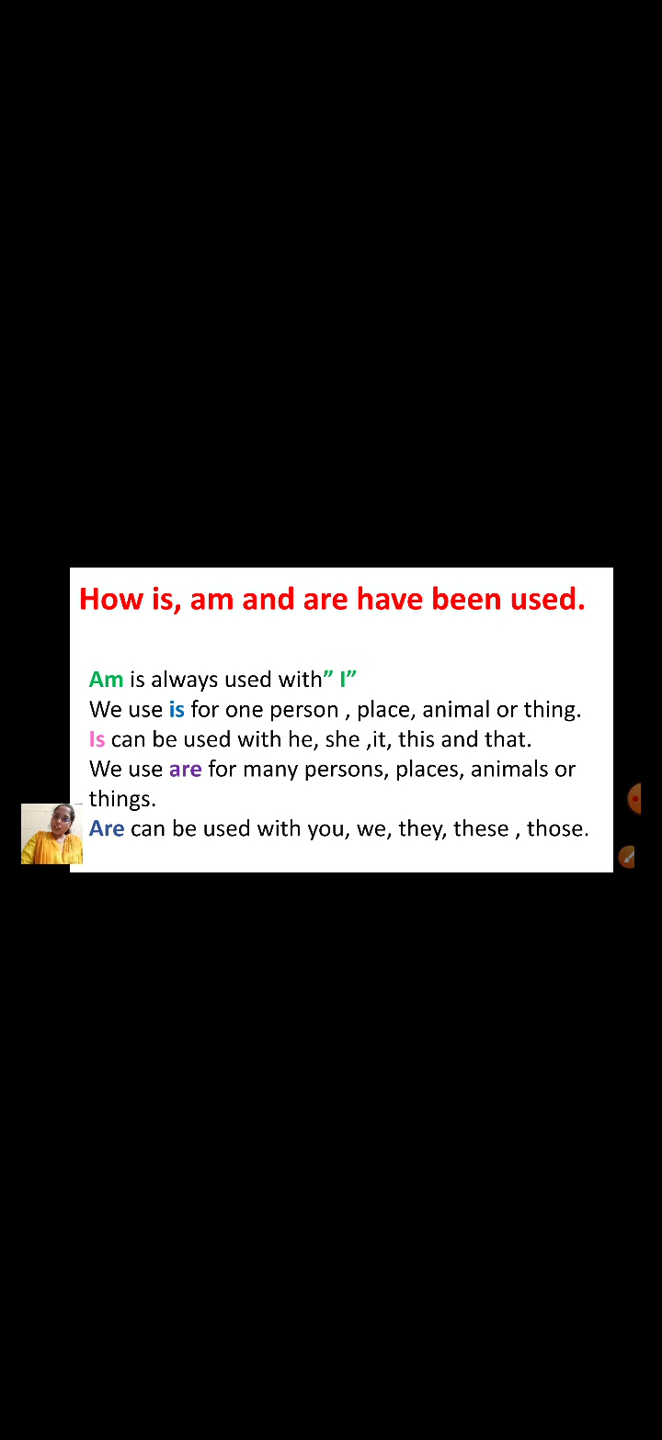 How is, am and are have been used.
Am is always used with” I”
We use is for one person , place, animal or thing.
Is can be used with he, she ,it, this and that.
We use are for many persons, places, animals or
things.
Are can be used with you, we, they, these , those.